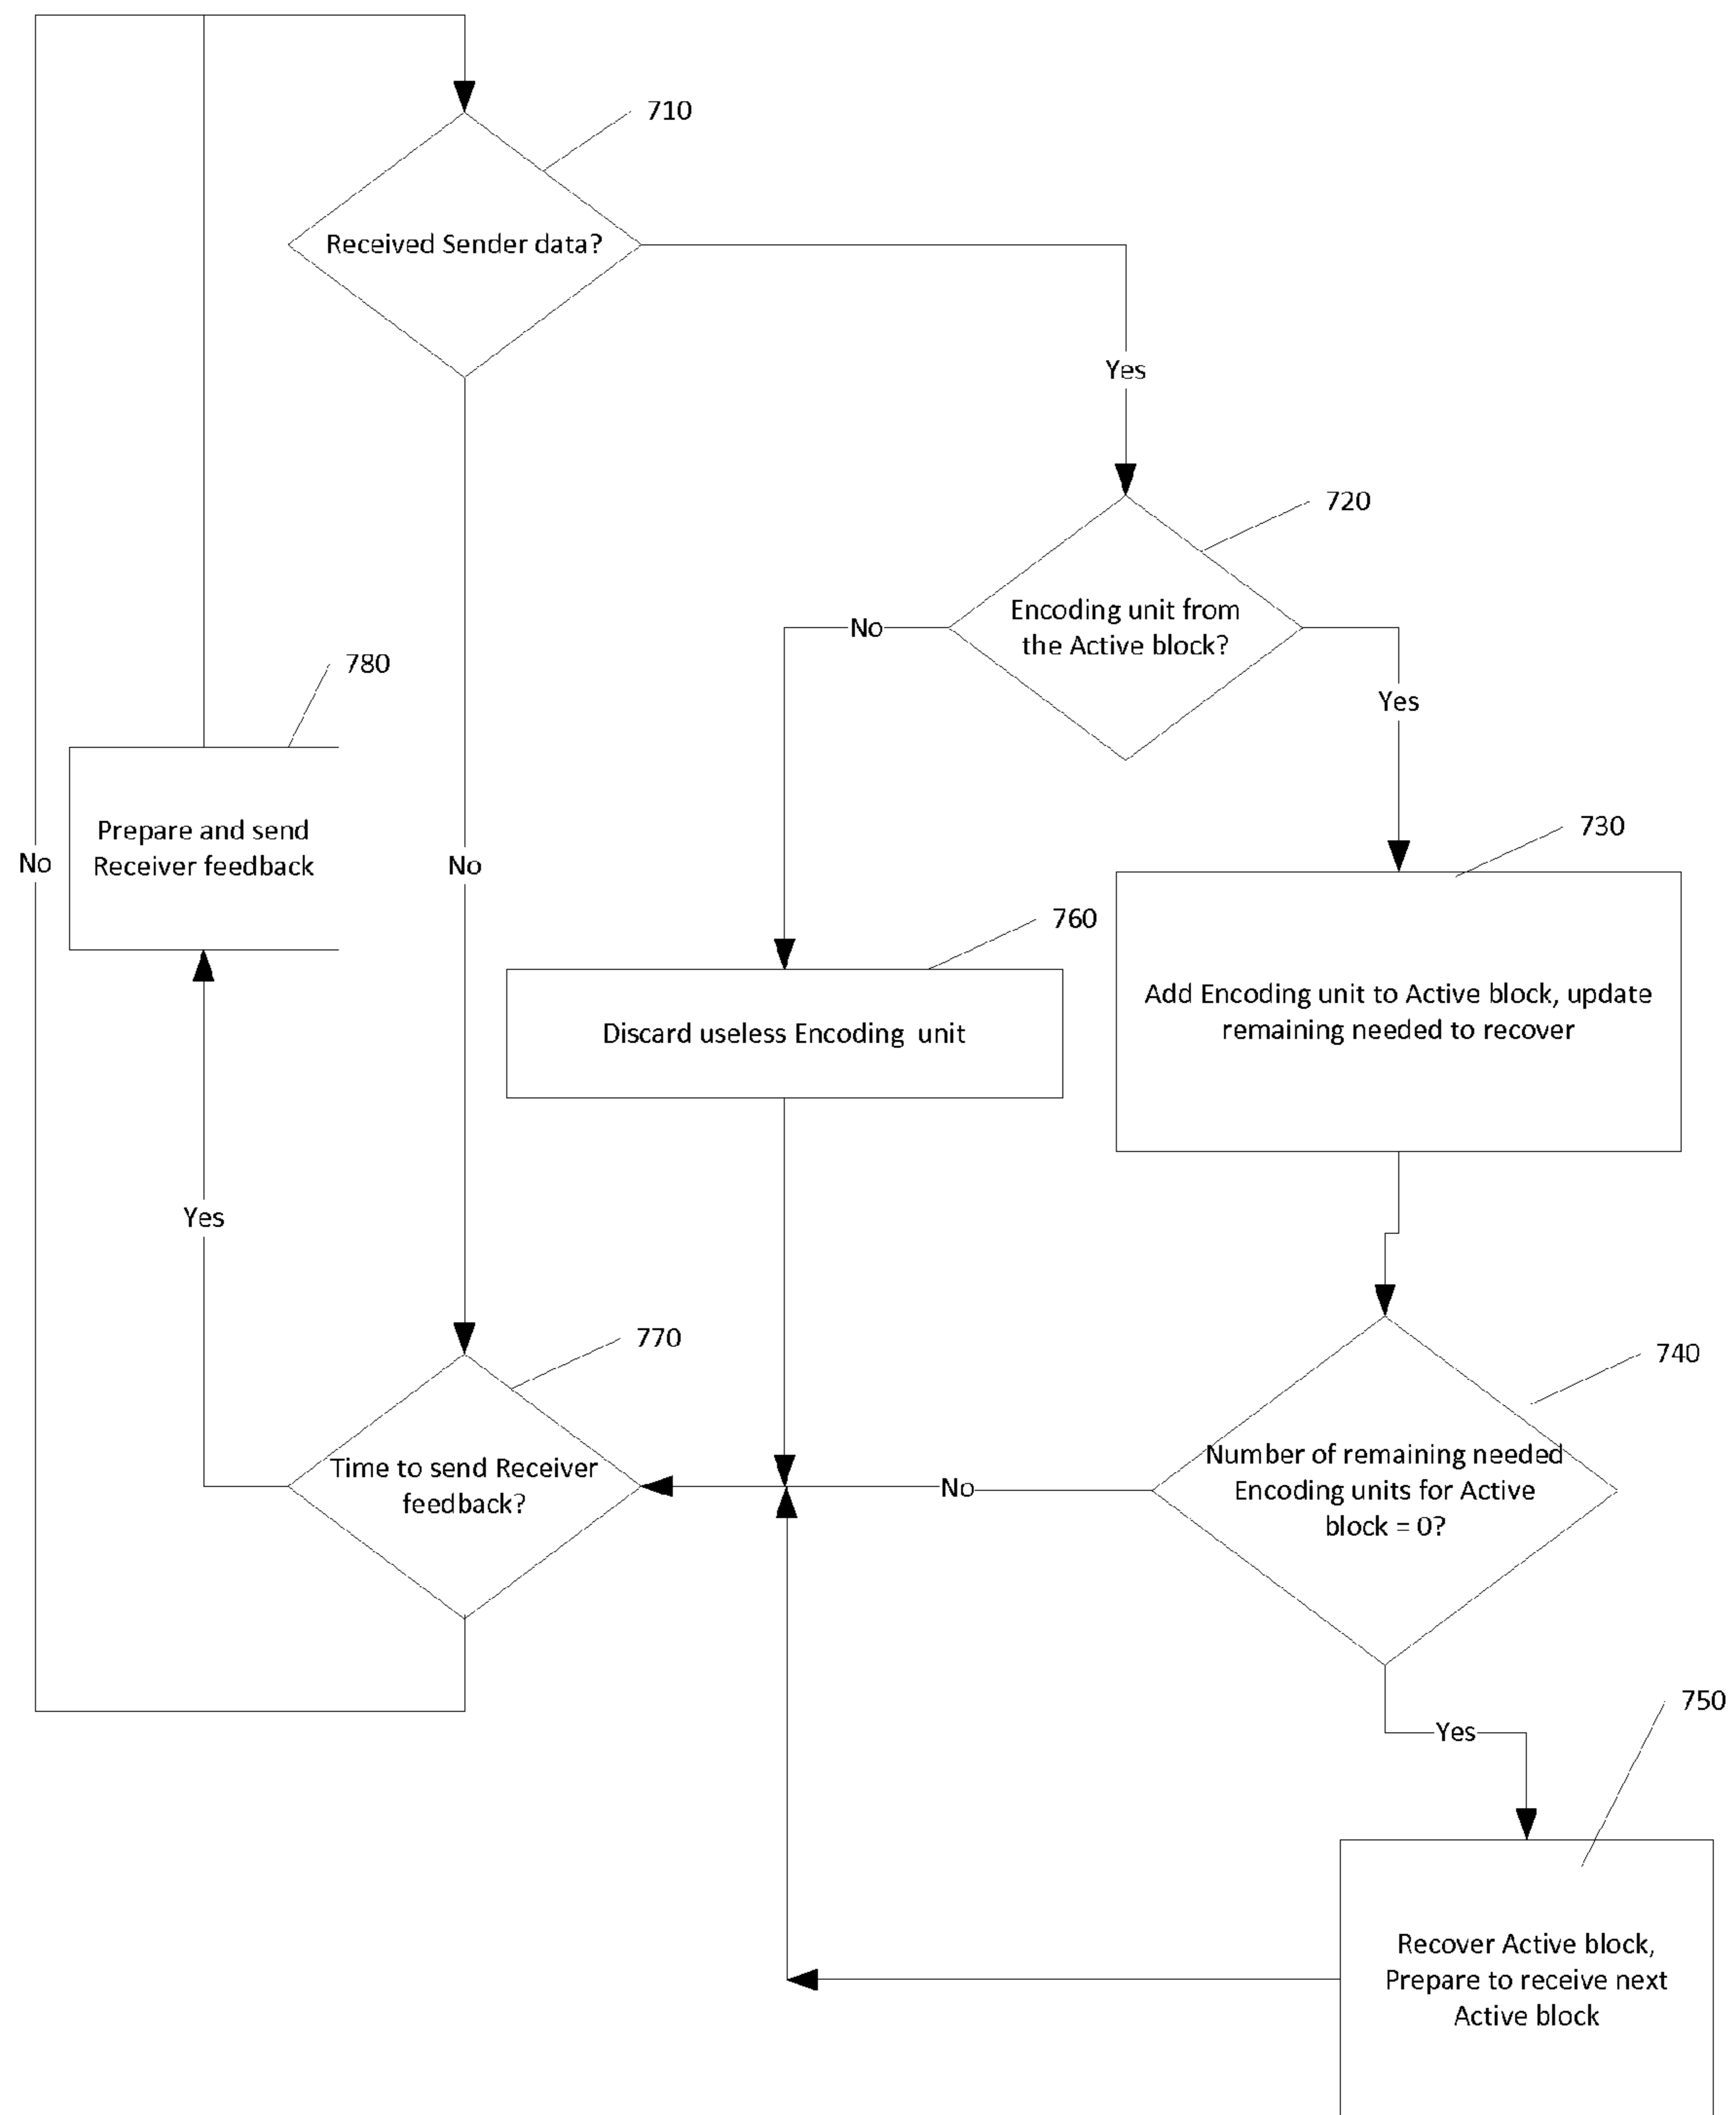 710
Received Sender data?
Yes
720
Encoding unit from
the Active block?
No
Yes
780
Prepare and send
Receiver feedback
No
No
730
Add Encoding unit to Active block, update
remaining needed to recover
760
Discard useless Encoding unit
Yes
770
Time to send Receiver
feedback?
740
Number of remaining needed
Encoding units for Active
block = 0?
No
Yes
750
Recover Active block,
Prepare to receive next
Active block